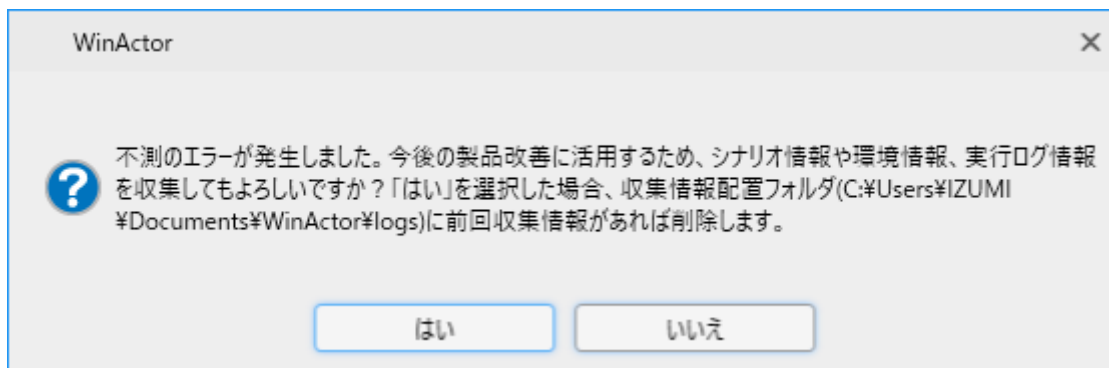 WinActor
不測のエラーが発生しました。今後の製品改善に活用するため、シナリオ情報や環境情報、実行ログ情報
を収集してもよろしいですか？「はい」を選択した場合、収集情報配置フォルダ(C:¥Users¥IZUMI
¥Documents¥WinActor¥logs)に前回収集情報があれば削除します。
はい
いいえ